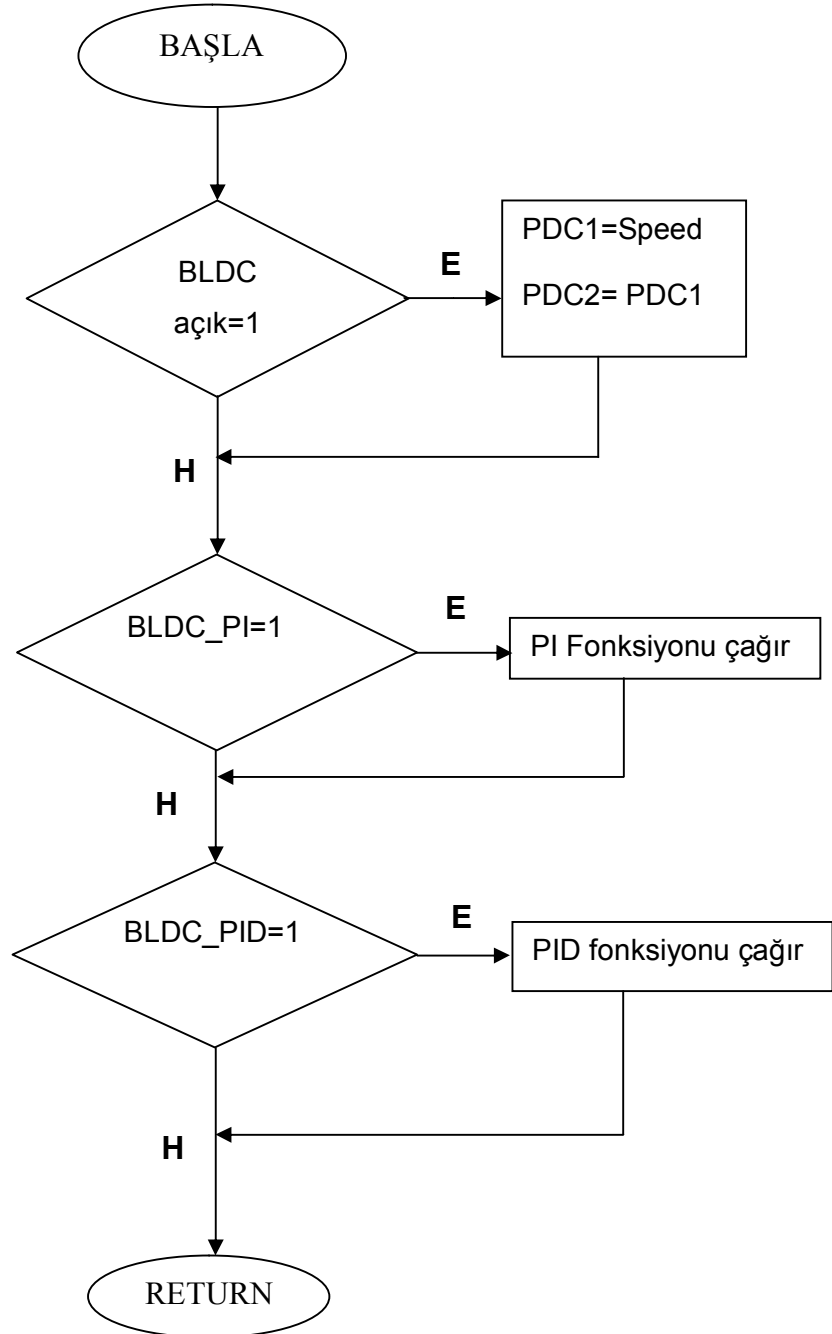 BAŞLA
BLDC
açık=1
E
PDC1=Speed
PDC2= PDC1
H
BLDC_PI=1
E
PI Fonksiyonu çağır
H
BLDC_PID=1
E
PID fonksiyonu çağır
H
RETURN